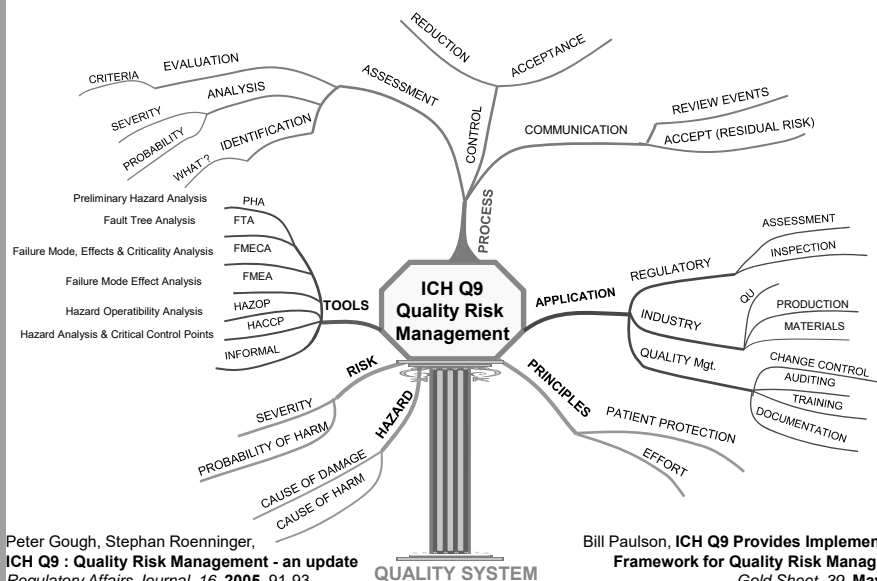 REDUCTION
ACCEPTANCE
CONTROL
EVALUATION
CRITERIA
ASSESSMENT
ANALYSIS
SEVERITY
PROBABILITY
IDENTIFICATION
WHAT?
COMMUNICATION
REVIEW EVENTS
ACCEPT (RESIDUAL RISK)
PROCESS
Preliminary Hazard Analysis PHA
Fault Tree Analysis FTA
Failure Mode, Effects & Criticality Analysis FMECA
Failure Mode Effect Analysis FMEA
Hazard Operatibility Analysis HAZOP
Hazard Analysis & Critical Control Points HACCP
INFORMAL
TOOLS
ICH Q9
Quality Risk
Management
APPLICATION
REGULATORY
ASSESSMENT
INSPECTION
INDUSTRY
QU
PRODUCTION
MATERIALS
QUALITY Mgt.
CHANGE CONTROL
AUDITING
TRAINING
DOCUMENTATION
RISK
SEVERITY
PROBABILITY OF HARM
HAZARD
CAUSE OF DAMAGE
CAUSE OF HARM
PRINCIPLES
PATIENT PROTECTION
EFFORT
QUALITY SYSTEM
Peter Gough, Stephan Roenninger,
ICH Q9 : Quality Risk Management - an update
Regulatory Affairs Journal, 16, 2005, 91-93
Bill Paulson, ICH Q9 Provides Implemen
Framework for Quality Risk Manag
Gold Sheet, 39, Ma